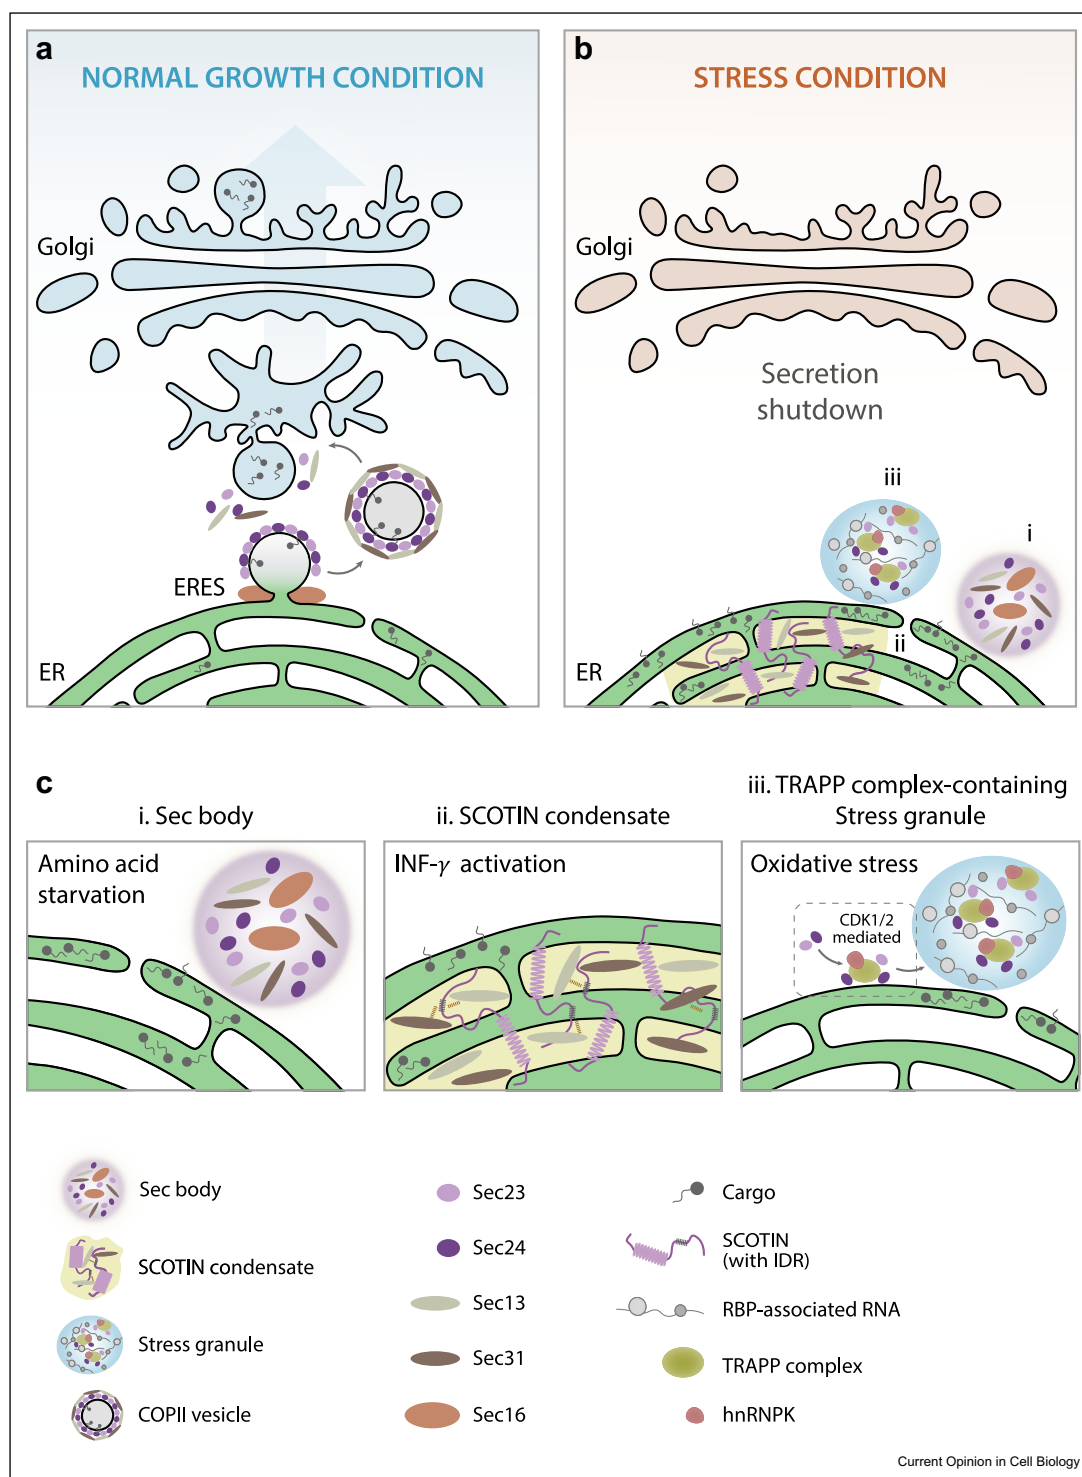 a
NORMAL GROWTH CONDITION
Golgi
ERES
ER
b
STRESS CONDITION
Golgi
Secretion
shutdown
iii
i
ii
ER
c
i. Sec body
Amino acid
starvation
ii. SCOTIN condensate
INF-γ activation
iii. TRAPP complex-containing
Stress granule
Oxidative stress
CDK1/2
mediated
Sec body
SCOTIN condensate
Stress granule
COPII vesicle
Sec23
Sec24
Sec13
Sec31
Sec16
Cargo
SCOTIN
(with IDR)
RBP-associated RNA
TRAPP complex
hnRNPK
Current Opinion in Cell Biology